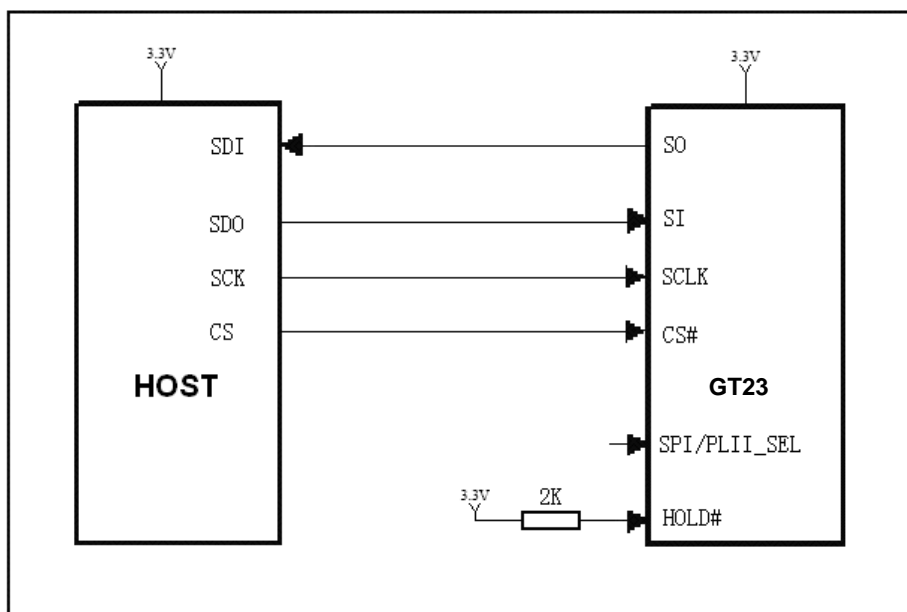 3.3V
3.3V
SDI
SO
SDO
SI
SCK
SCLK
CS
CS#
HOST
GT23
SPI/PLII_SEL
3.3V
2K
HOLD#